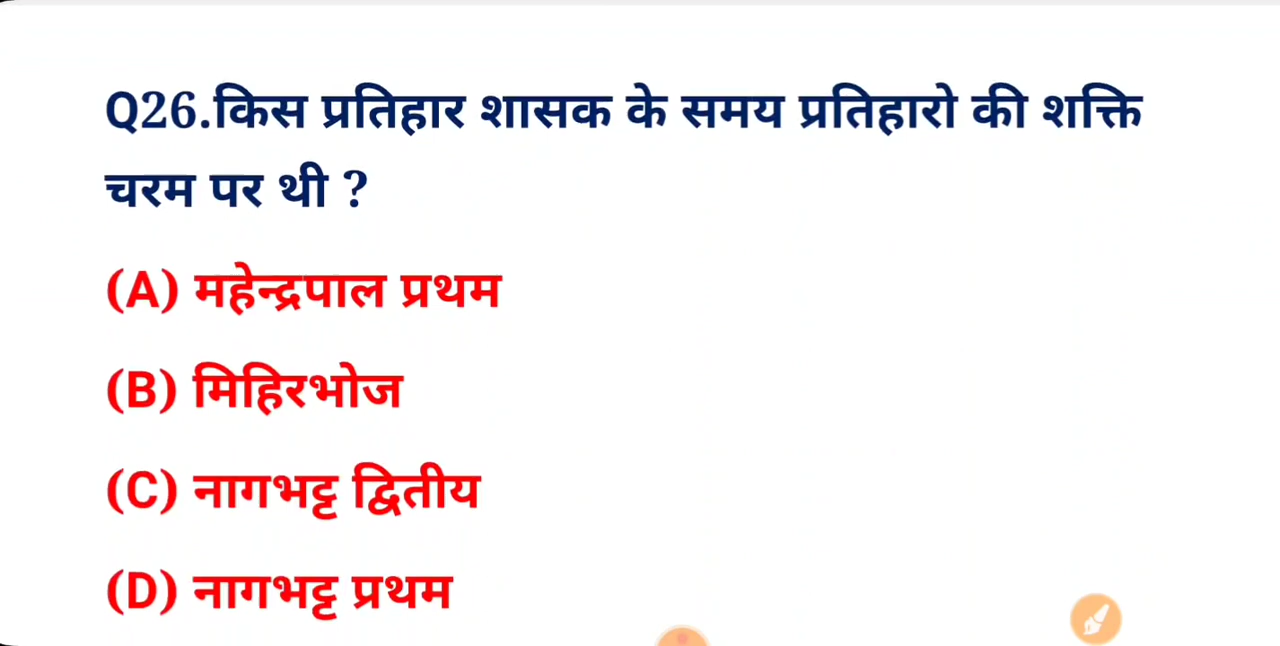 Q26.किस प्रतिहार शासक के समय प्रतिहारो की शक्ति
चरम पर थी ?
(A) महेन्द्रपाल प्रथम
(B) मिहिरभोज
(C) नागभट्ट द्वितीय
(D) नागभट्ट प्रथम